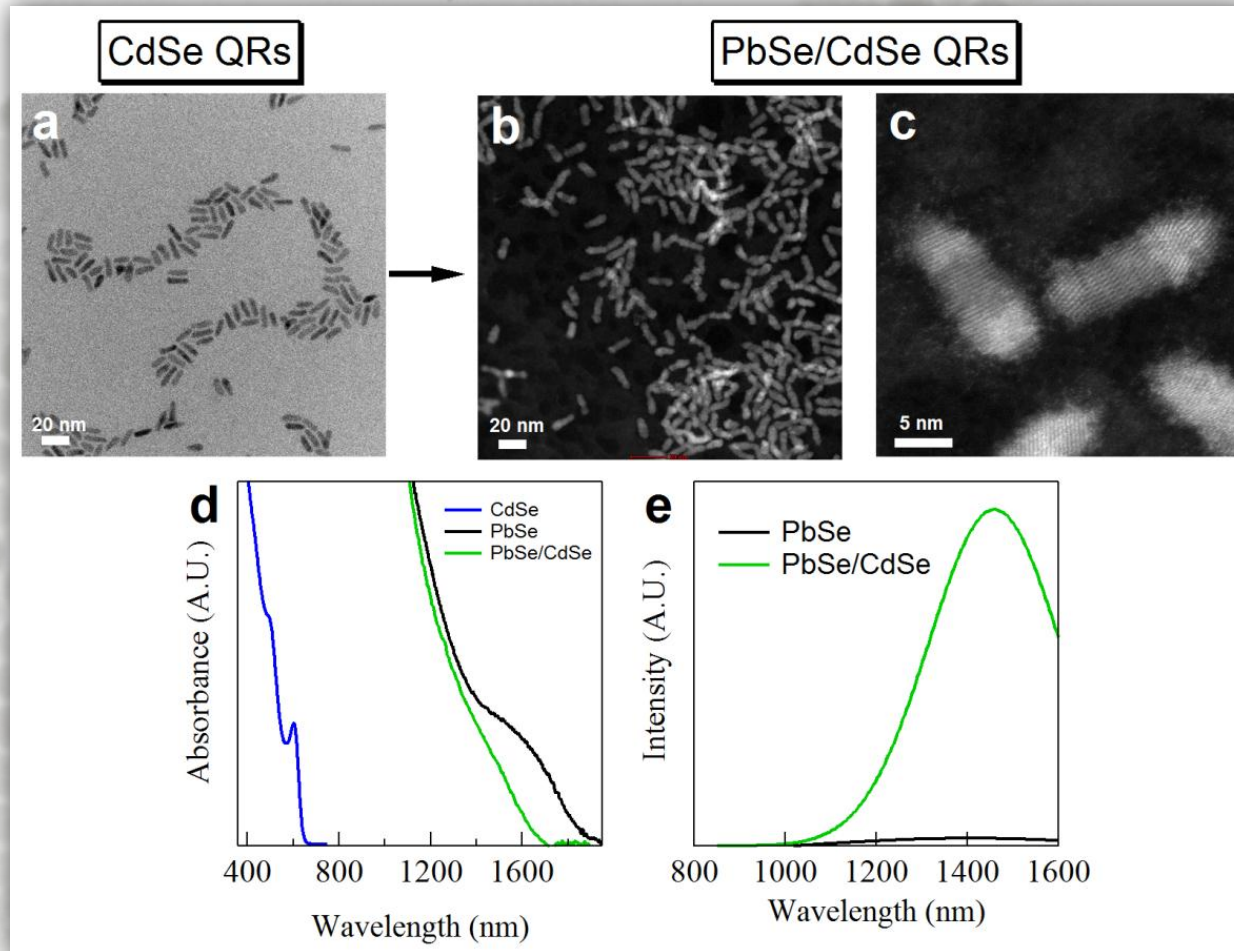 CdSe QRs
PbSe/CdSe QRs
a
20 nm
b
20 nm
c
5 nm
d
CdSe
PbSe
PbSe/CdSe
Absorbance (A.U.)
400 800 1200 1600
Wavelength (nm)
e
PbSe
PbSe/CdSe
Intensity (A.U.)
800 1000 1200 1400 1600
Wavelength (nm)